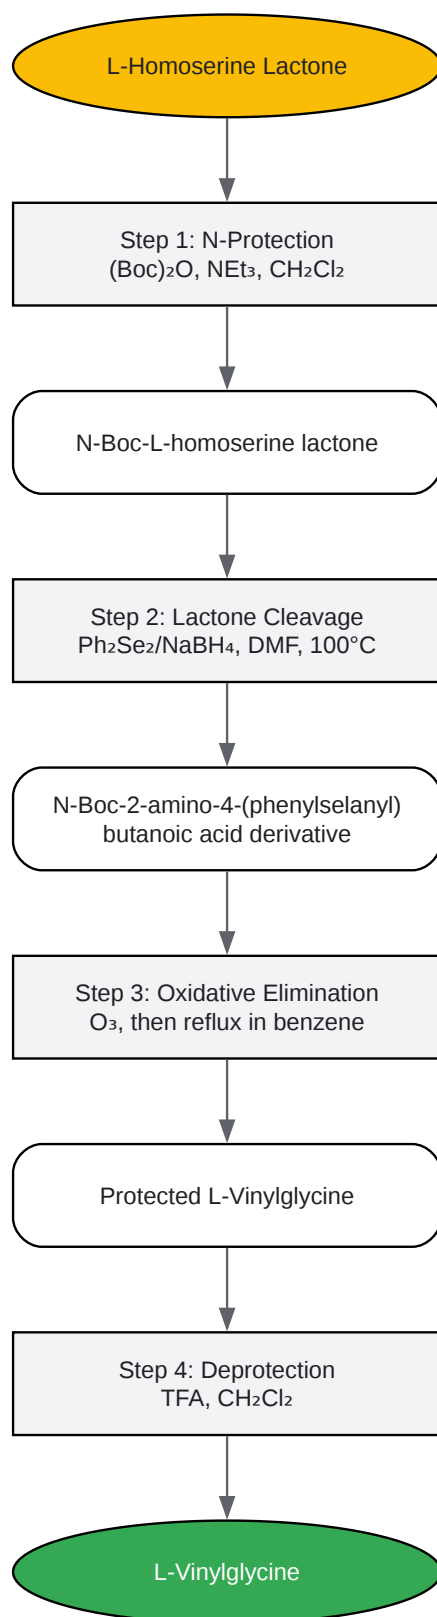 L-Homoserine Lactone
Step 1: N-Protection
(Boc)₂O, NEt₃, CH₂Cl₂
N-Boc-L-homoserine lactone
Step 2: Lactone Cleavage
Ph₂Se₂/NaBH₄, DMF, 100°C
N-Boc-2-amino-4-(phenylselanyl)
butanoic acid derivative
Step 3: Oxidative Elimination
O₃, then reflux in benzene
Protected L-Vinylglycine
Step 4: Deprotection
TFA, CH₂Cl₂
L-Vinylglycine